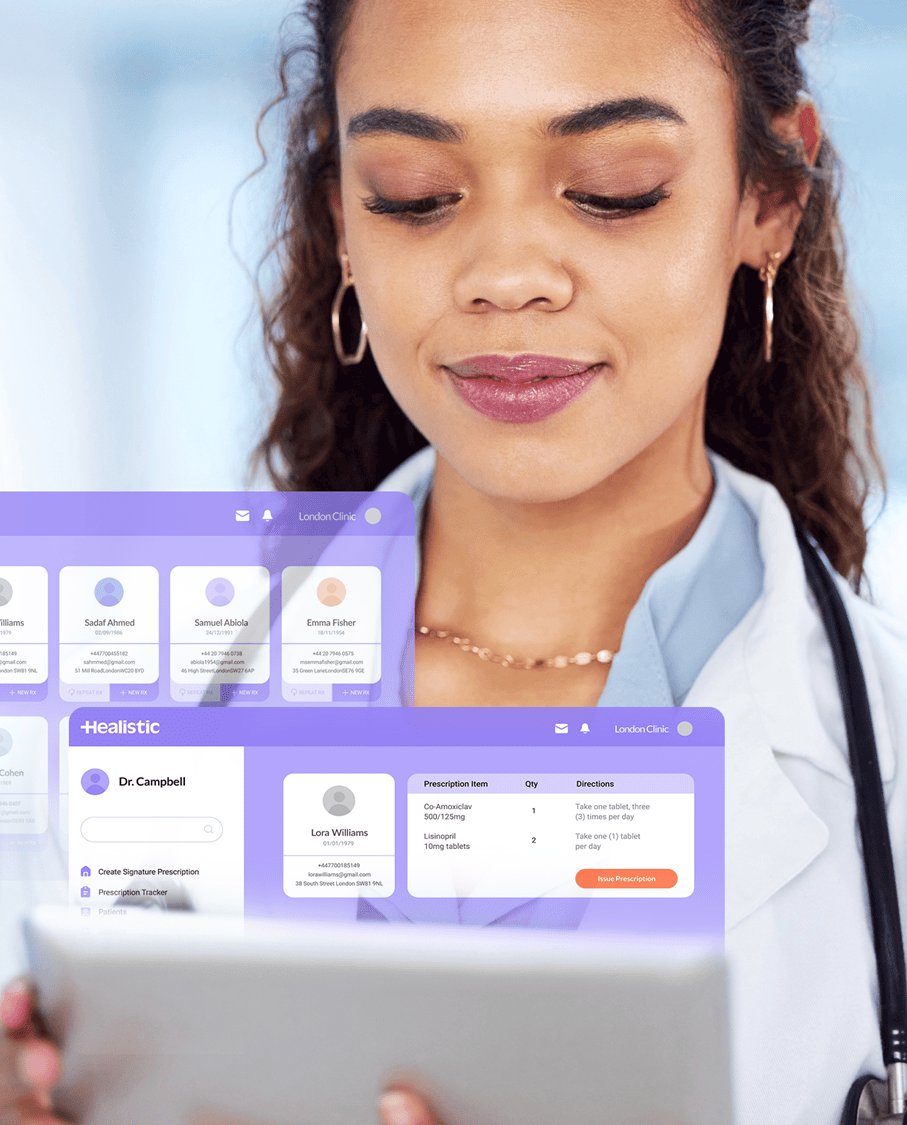 London Clinic
illiams
1979
85149
@gmail.com
ondon SW81 9NL
NEW RX
Sadaf Ahmed
02/09/1986
+447700455182
sahmmed@gmail.com
51 Mill RoadLondonWC20 8YD
REPEAT RX
NEW RX
Samuel Abiola
24/12/1951
+44 20 7946 0738
abiola1954@gmail.com
46 High StreetLondonSW27 6AP
REPEAT RX
NEW RX
Emma Fisher
18/11/1954
+44 20 7946 0575
msemmafisher@gmail.com
35 Green LaneLondonSE76 9GE
REPEAT RX
NEW RX
Cohen
Healistic
London Clinic
Dr. Campbell
Create Signature Prescription
Prescription Tracker
Patients
Lora Williams
01/01/1979
+447700185149
lorawilliams@gmail.com
38 South Street London SW81 9NL
Prescription Item Qty Directions
Co-Amoxiclav 1 Take one tablet, three
500/125mg (3) times per day
Lisinopril 2 Take one (1) tablet
10mg tablets per day
Issue Prescription